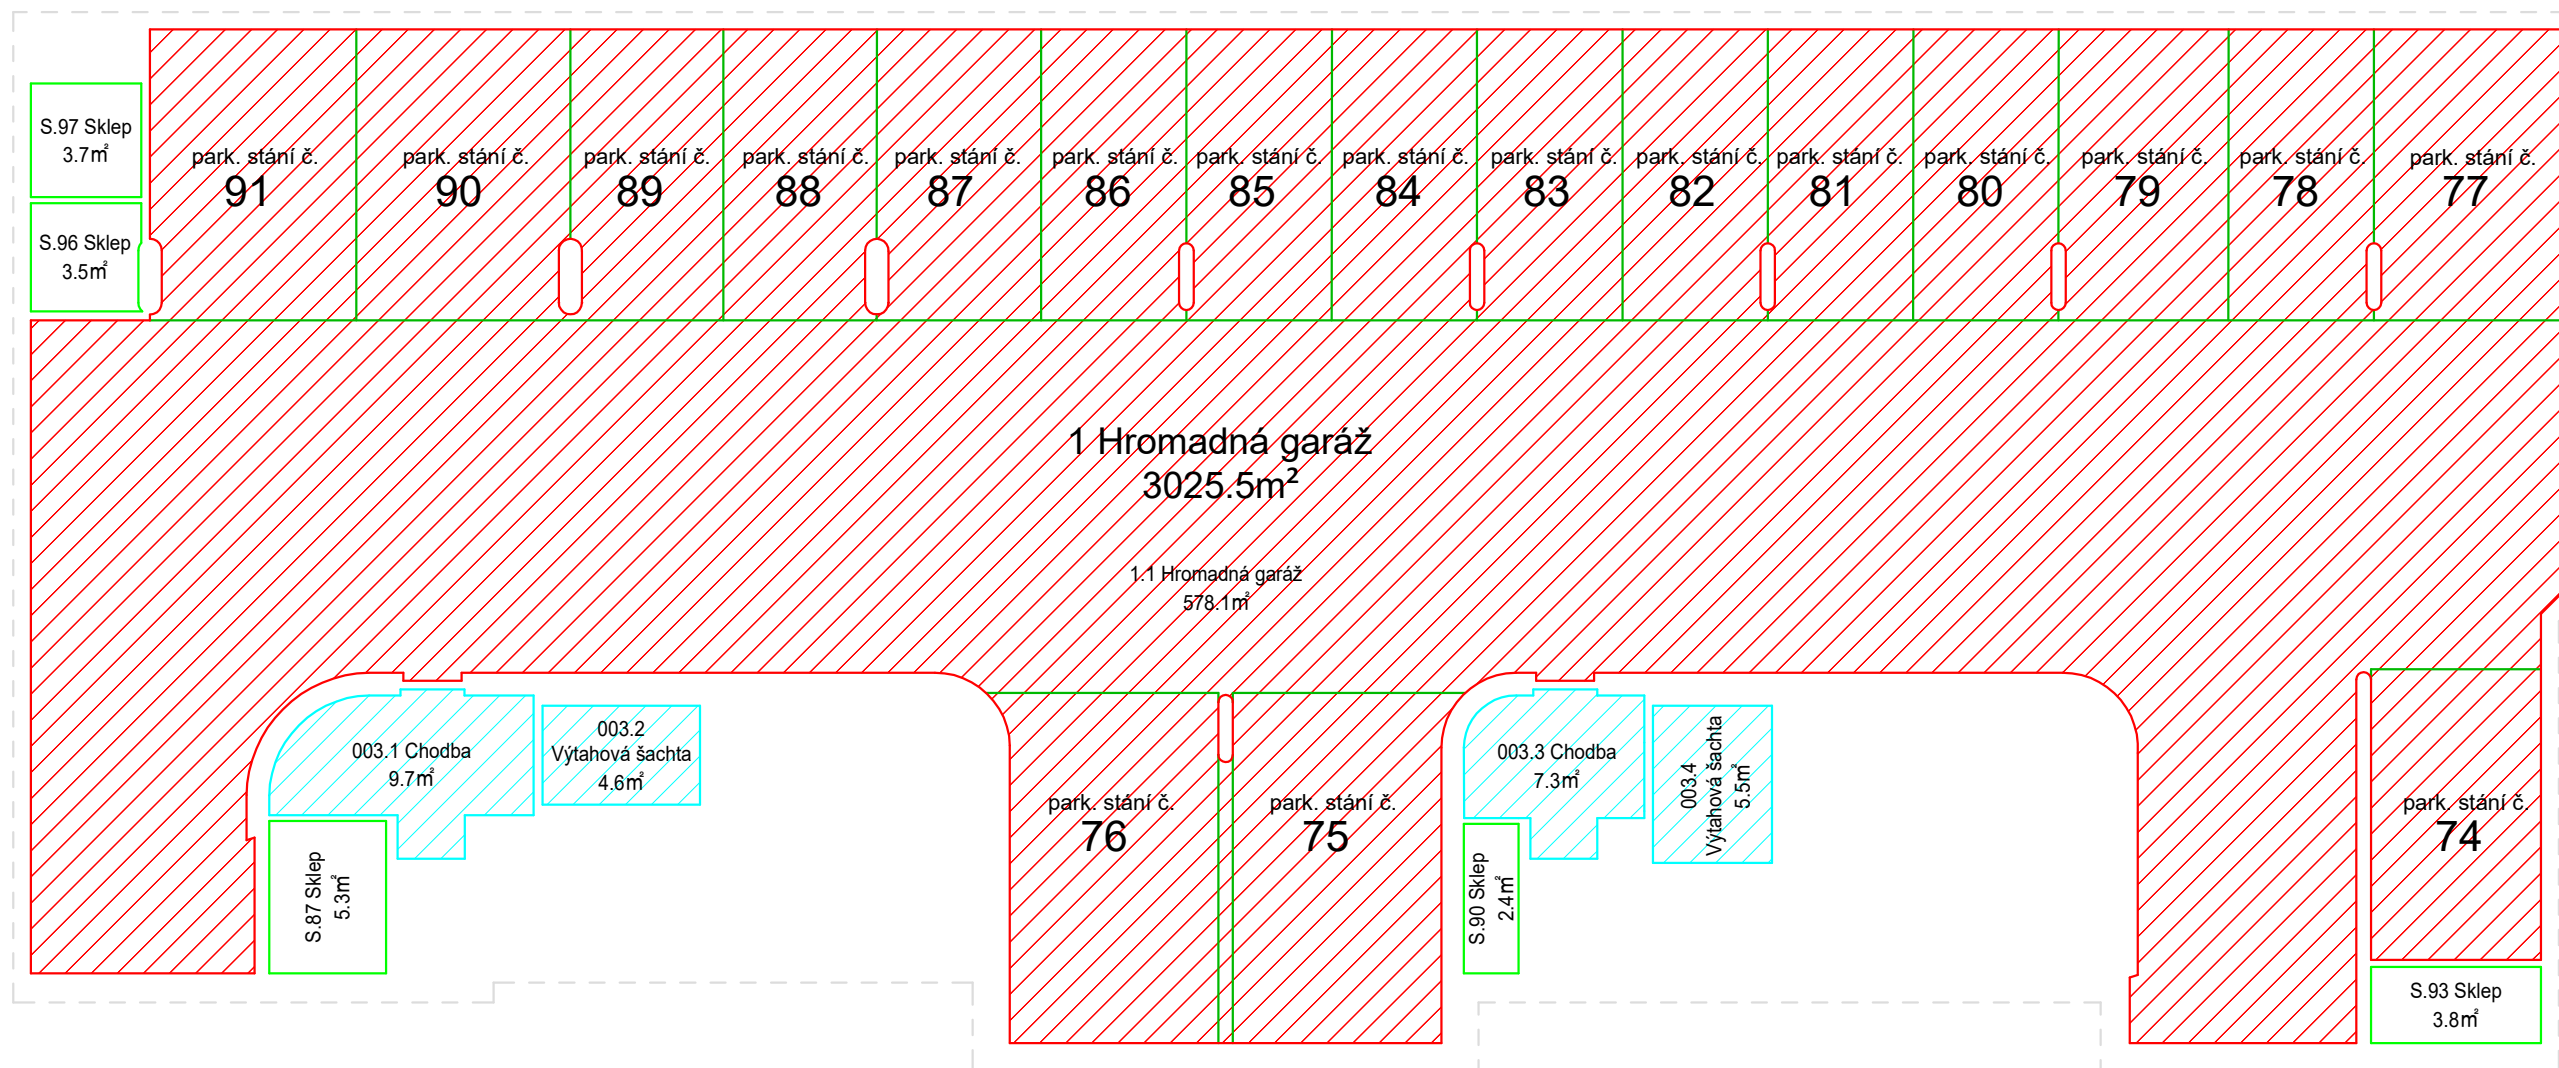 S.97 Sklep
3.7m²
S.96 Sklep
3.5m²
park. stání č.
91
park. stání č.
90
park. stání č.
89
park. stání č.
88
park. stání č.
87
park. stání č.
86
park. stání č.
85
park. stání č.
84
park. stání č.
83
park. stání č.
82
park. stání č.
81
park. stání č.
80
park. stání č.
79
park. stání č.
78
park. stání č.
77
1 Hromadná garáž
3025.5m²
1.1 Hromadná garáž
578.1m²
003.1 Chodba
9.7m²
003.2
Výtahová šachta
4.6m²
S.87 Sklep
5.3m²
park. stání č.
76
park. stání č.
75
003.3 Chodba
7.3m²
003.4
Výtahová šachta
5.5m²
S.90 Sklep
2.4m²
park. stání č.
74
S.93 Sklep
3.8m²